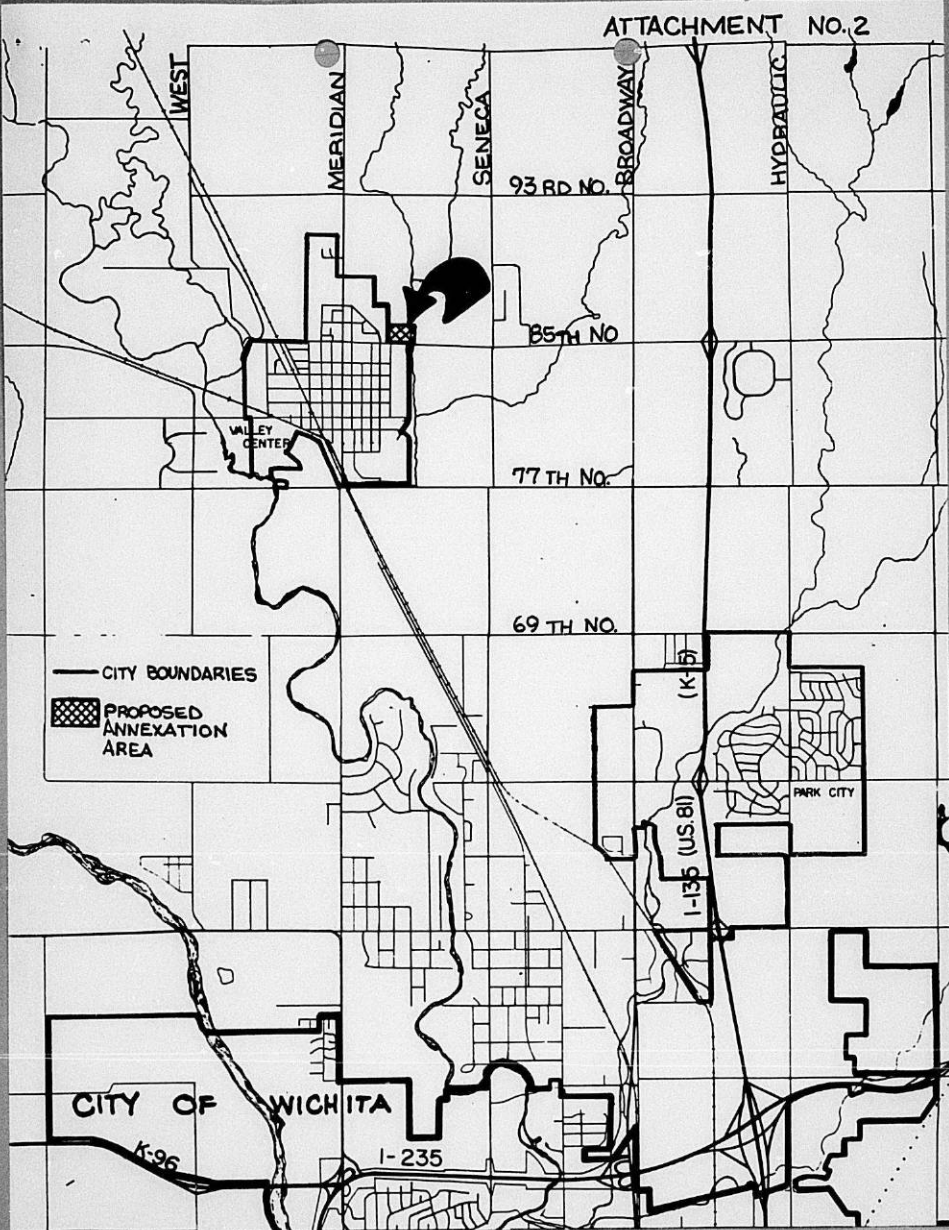 ATTACHMENT NO. 2
WEST
MERIDIAN
SENECA
BROADWAY
HYDRAULIC
93 RD NO.
85TH NO
VALLEY
CENTER
77 TH NO.
69 TH NO.
CITY BOUNDARIES
PROPOSED
ANNEXATION
AREA
(K-15)
PARK CITY
I-135 (U.S. 81)
CITY OF WICHITA
K-96
I-235